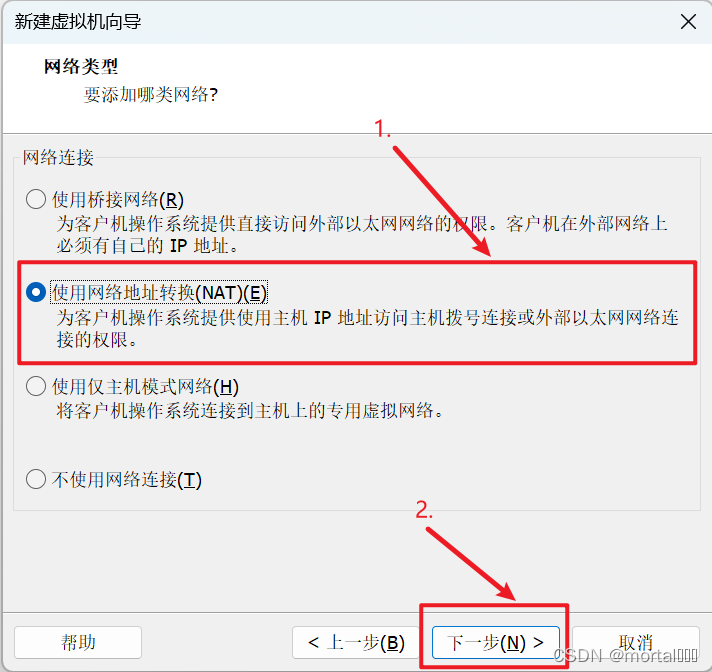 新建虚拟机向导
网络类型
要添加哪类网络?
1.
网络连接
使用桥接网络(R)
为客户机操作系统提供直接访问外部以太网网络的权限。客户机在外部网络上
必须有自己的 IP 地址。
使用网络地址转换(NAT)(E)
为客户机操作系统提供使用主机 IP 地址访问主机拨号连接或外部以太网网络连
接的权限。
使用仅主机模式网络(H)
将客户机操作系统连接到主机上的专用虚拟网络。
不使用网络连接(T)
2.
帮助
< 上一步(B)
下一步(N) >
取消
CSDN @mortal